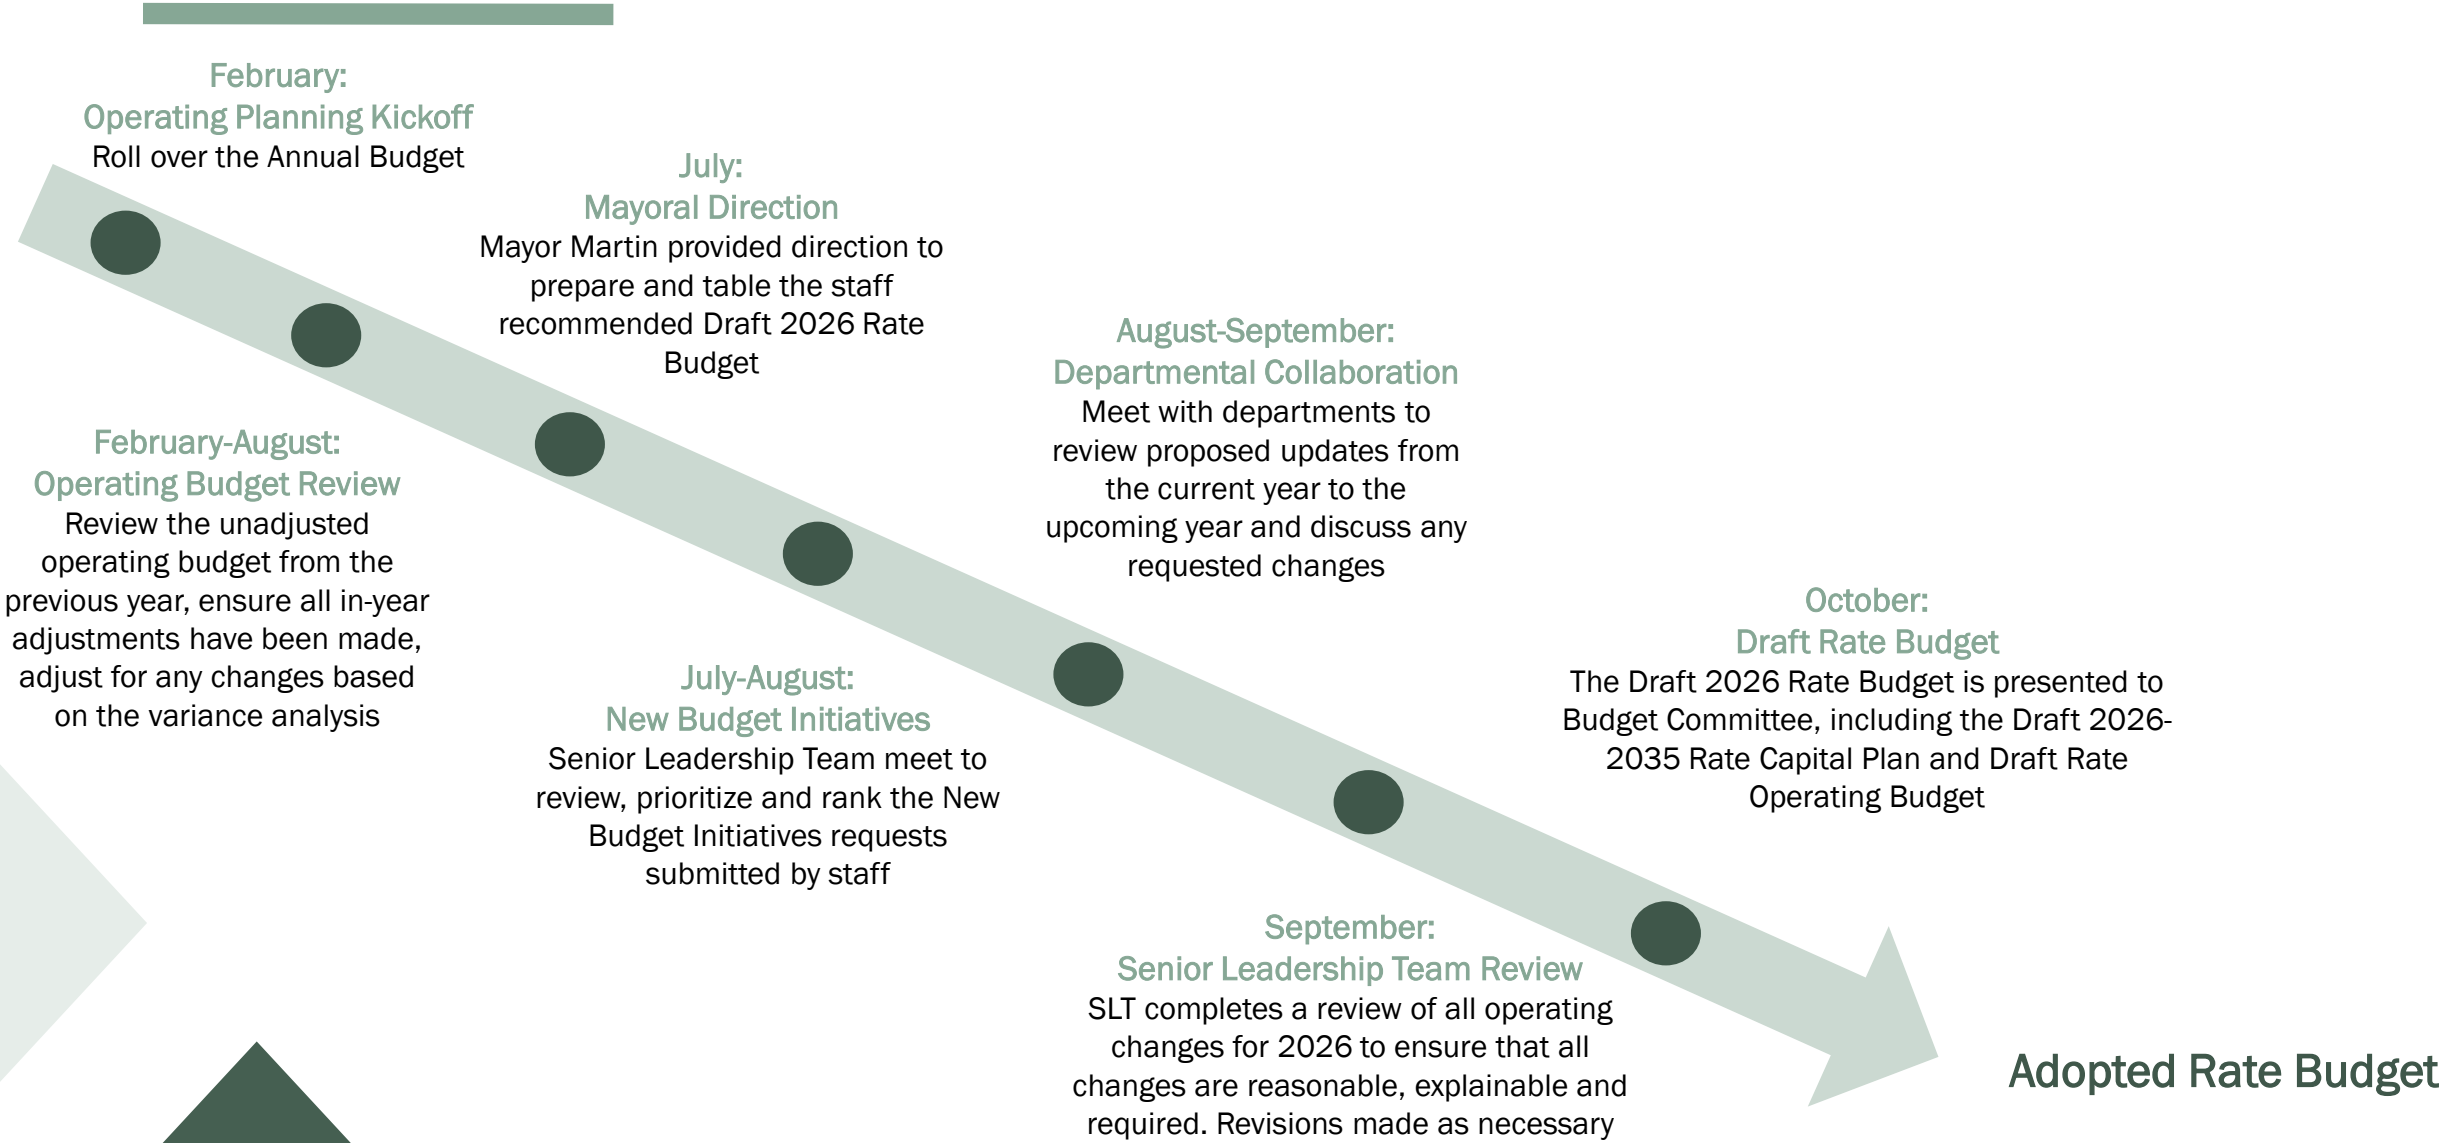 February:
Operating Planning Kickoff
Roll over the Annual Budget
February-August:
Operating Budget Review
Review the unadjusted
operating budget from the
previous year, ensure all in-year
adjustments have been made,
adjust for any changes based
on the variance analysis
July:
Mayoral Direction
Mayor Martin provided direction to
prepare and table the staff
recommended Draft 2026 Rate
Budget
July-August:
New Budget Initiatives
Senior Leadership Team meet to
review, prioritize and rank the New
Budget Initiatives requests
submitted by staff
August-September:
Departmental Collaboration
Meet with departments to
review proposed updates from
the current year to the
upcoming year and discuss any
requested changes
September:
Senior Leadership Team Review
SLT completes a review of all operating
changes for 2026 to ensure that all
changes are reasonable, explainable and
required. Revisions made as necessary
October:
Draft Rate Budget
The Draft 2026 Rate Budget is presented to
Budget Committee, including the Draft 2026-
2035 Rate Capital Plan and Draft Rate
Operating Budget
Adopted Rate Budget